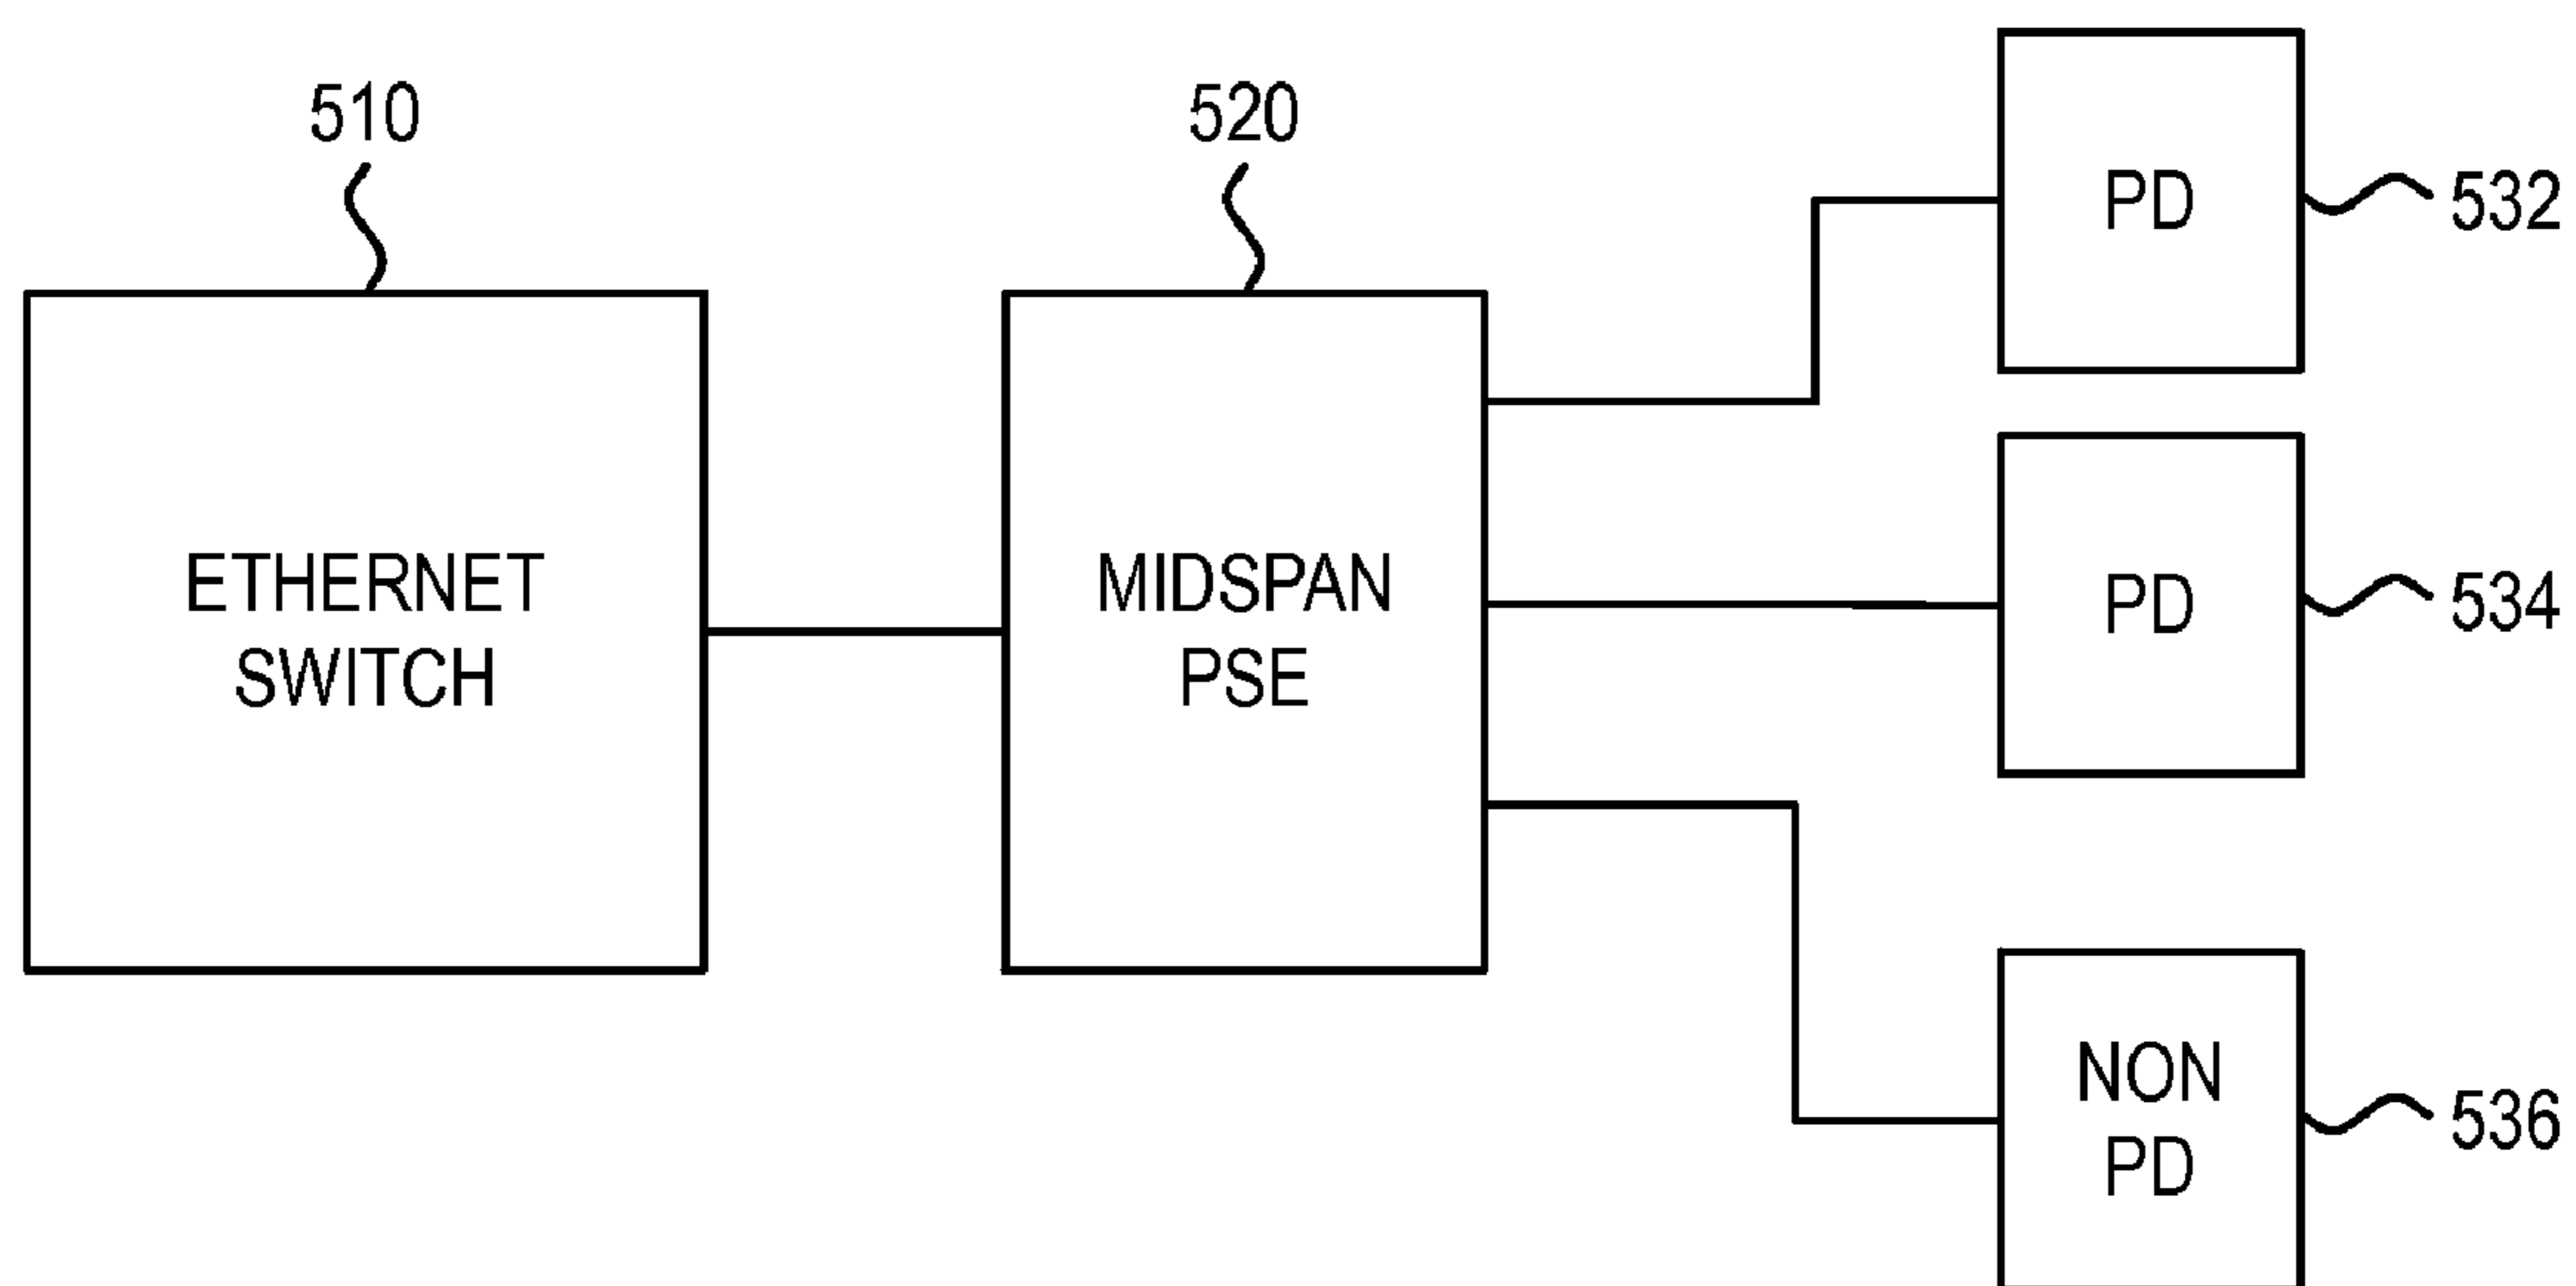 510
520
ETHERNET
SWITCH
MIDSPAN
PSE
PD
532
PD
534
NON
PD
536